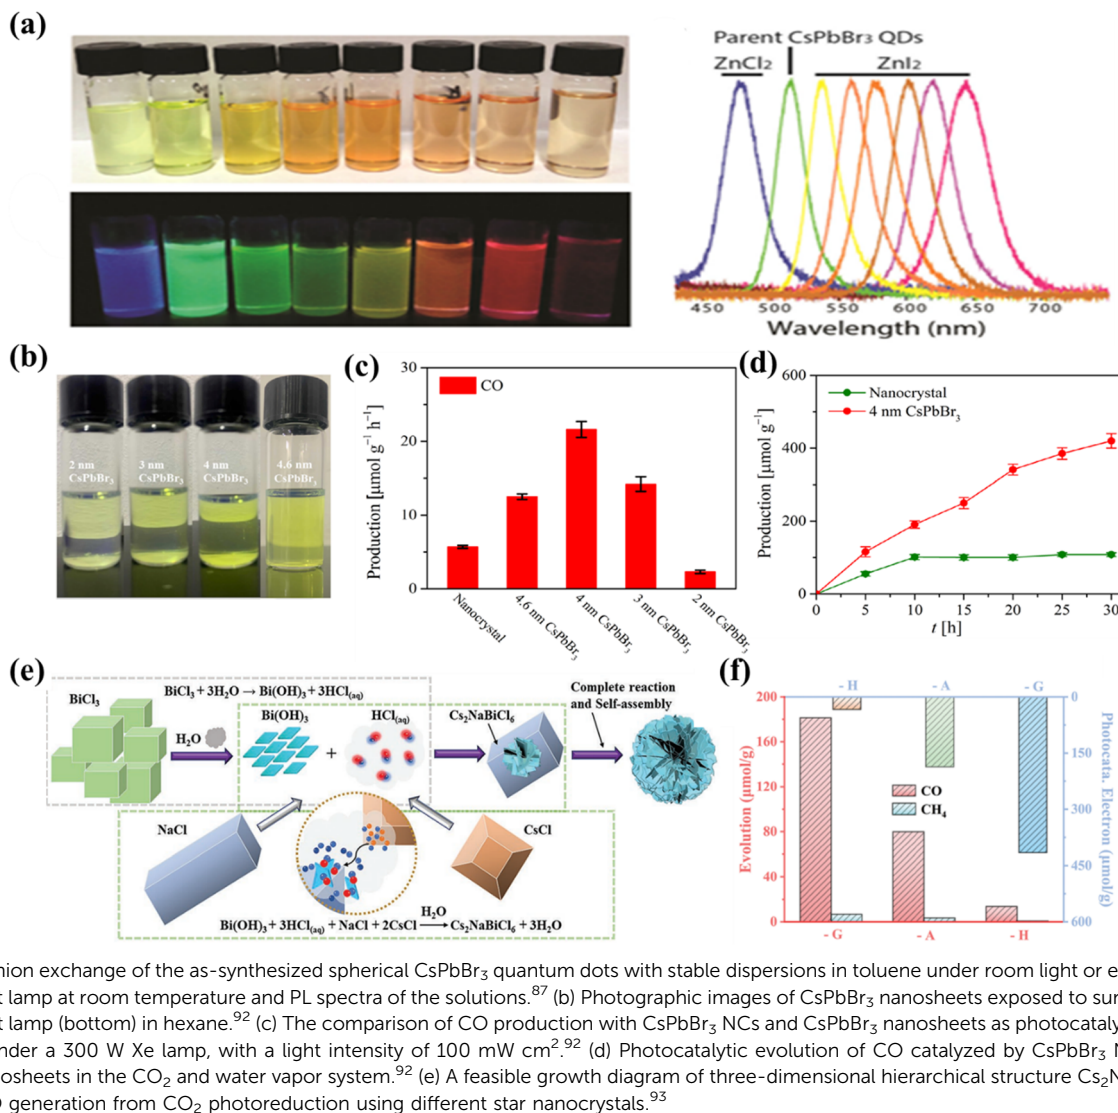 (a)
Parent CsPbBr3 QDs
ZnCl2
ZnI2
450 500 550 600 650 700
Wavelength (nm)
(b)
2 nm CsPbBr3
3 nm CsPbBr3
4 nm CsPbBr3
4.6 nm CsPbBr3
(c)
CO
Production [μmol g⁻¹ h⁻¹]
30
20
10
0
Nanocrystal
4.6 nm CsPbBr3
4 nm CsPbBr3
3 nm CsPbBr3
2 nm CsPbBr3
(d)
Nanocrystal
4 nm CsPbBr3
Production [μmol g⁻¹]
600
400
200
0
0 5 10 15 20 25 30
t [h]
(e)
BiCl3
BiCl3 + 3H2O → Bi(OH)3 + 3HCl(aq)
H2O
Bi(OH)3
+
HCl(aq)
Cs2NaBiCl6
Complete reaction
and Self-assembly
NaCl
CsCl
H2O
Bi(OH)3 + 3HCl(aq) + NaCl + 2CsCl → Cs2NaBiCl6 + 3H2O
(f)
- H - A - G
Evolution (μmol/g)
200
160
120
80
40
0
CO
CH4
Photocata. Electron (μmol/g)
0
150
300
450
600
- G - A - H
nion exchange of the as-synthesized spherical CsPbBr3 quantum dots with stable dispersions in toluene under room light or e
t lamp at room temperature and PL spectra of the solutions.87 (b) Photographic images of CsPbBr3 nanosheets exposed to sur
t lamp (bottom) in hexane.92 (c) The comparison of CO production with CsPbBr3 NCs and CsPbBr3 nanosheets as photocataly
nder a 300 W Xe lamp, with a light intensity of 100 mW cm2.92 (d) Photocatalytic evolution of CO catalyzed by CsPbBr3 N
nosheets in the CO2 and water vapor system.92 (e) A feasible growth diagram of three-dimensional hierarchical structure Cs2N
O generation from CO2 photoreduction using different star nanocrystals.93